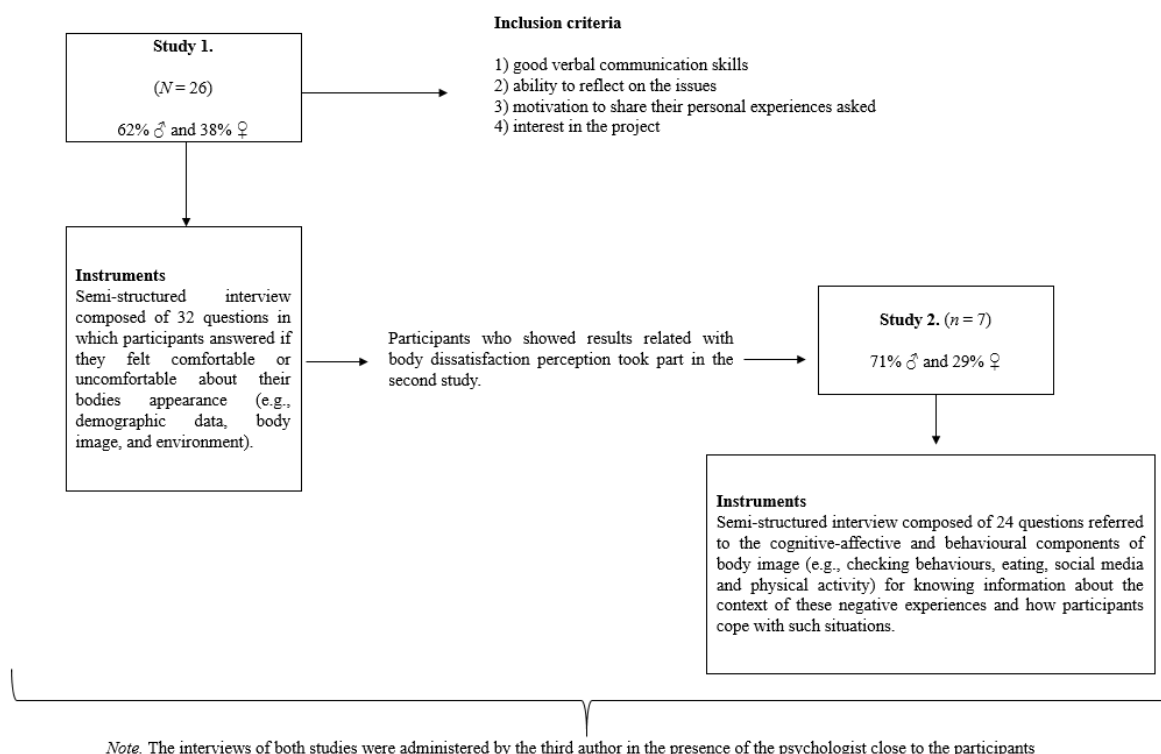 Inclusion criteria
1) good verbal communication skills
2) ability to reflect on the issues
3) motivation to share their personal experiences asked
4) interest in the project
Study 1.
(N = 26)
62% ♂ and 38% ♀
Instruments
Semi-structured interview
composed of 32 questions in
which participants answered if
they felt comfortable or
uncomfortable about their
bodies appearance (e.g.,
demographic data, body
image, and environment).
Participants who showed results related with
body dissatisfaction perception took part in the
second study.
Study 2. (n = 7)
71% ♂ and 29% ♀
Instruments
Semi-structured interview composed of 24 questions referred
to the cognitive-affective and behavioural components of
body image (e.g., checking behaviours, eating, social media
and physical activity) for knowing information about the
context of these negative experiences and how participants
cope with such situations.
Note. The interviews of both studies were administered by the third author in the presence of the psychologist close to the participants